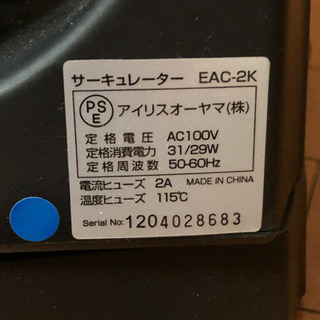 サーキュレーター EAC-2K
PS
E アイリスオーヤマ(株)
定格電圧 AC100V
定格消費電力 31/29W
定格周波数 50-60Hz
電流ヒューズ 2A MADE IN CHINA
温度ヒューズ 115℃
Serial No: 1204028683